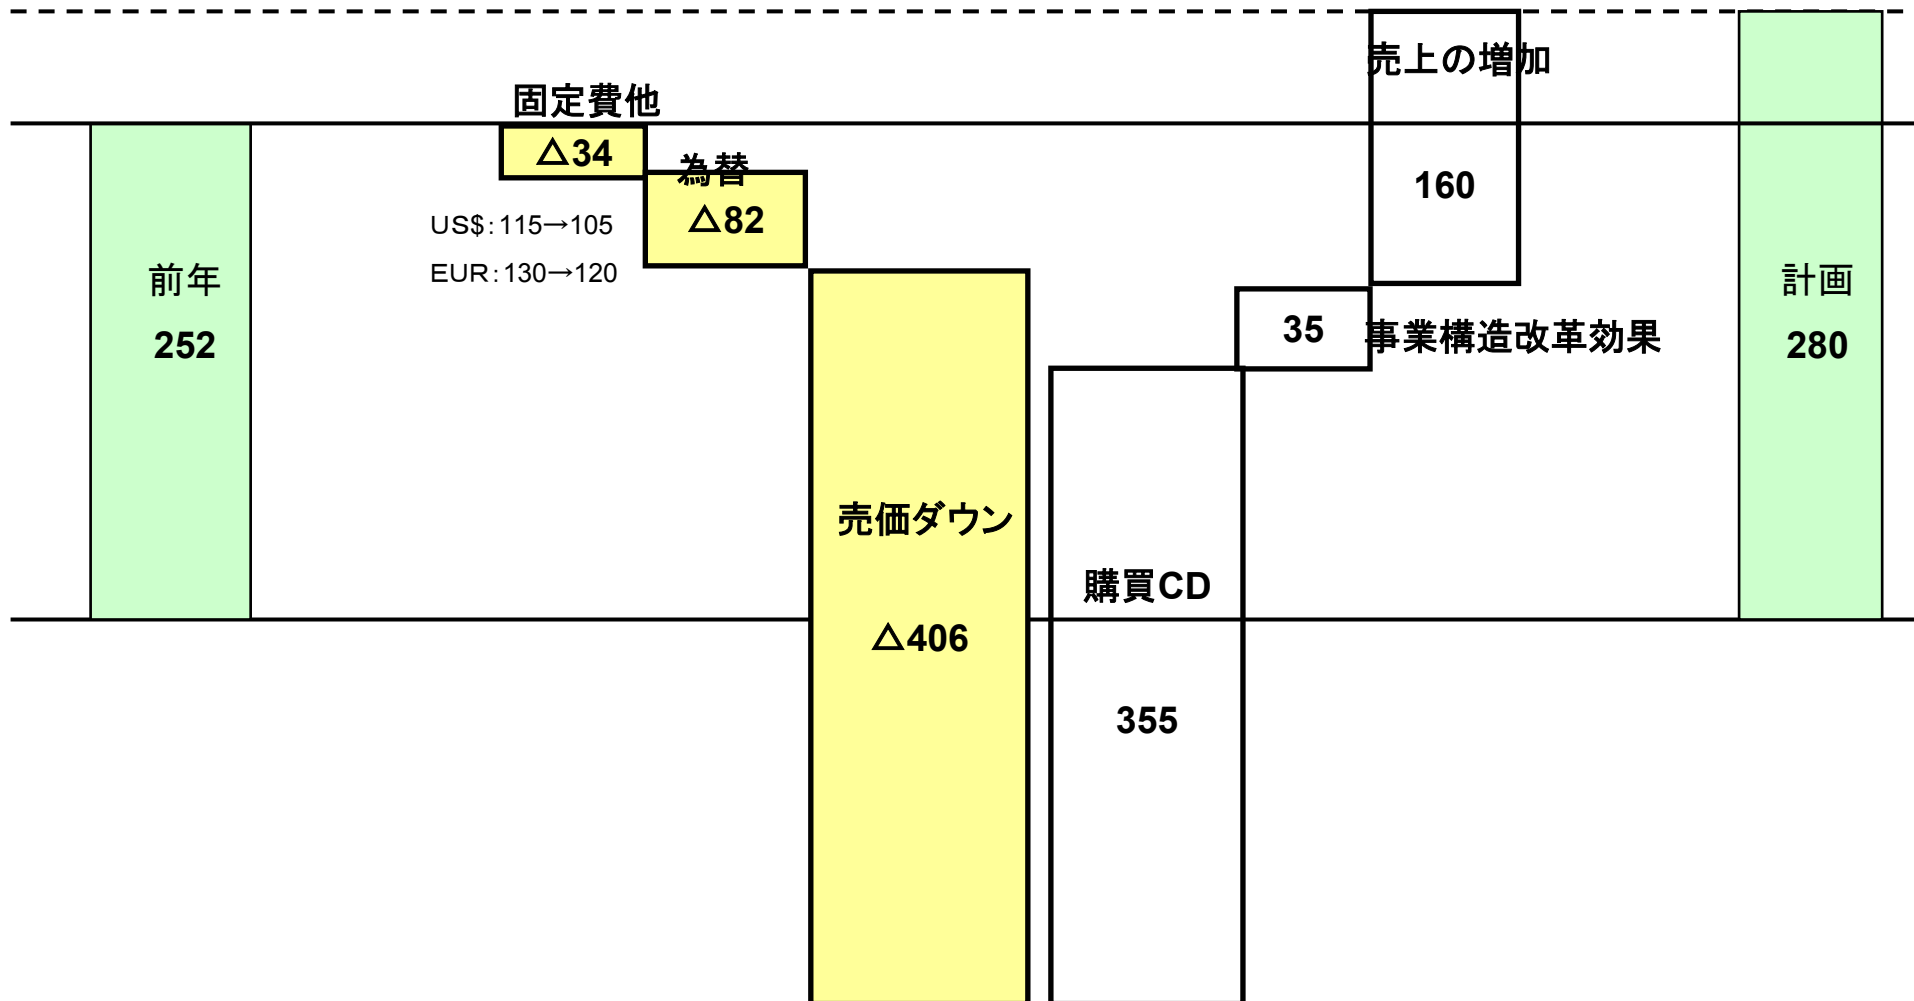 売上の増加
固定費他
△34
為替
△82
160
US$：115→105
EUR：130→120
前年
252
計画
280
35
事業構造改革効果
売価ダウン
△406
購買CD
355